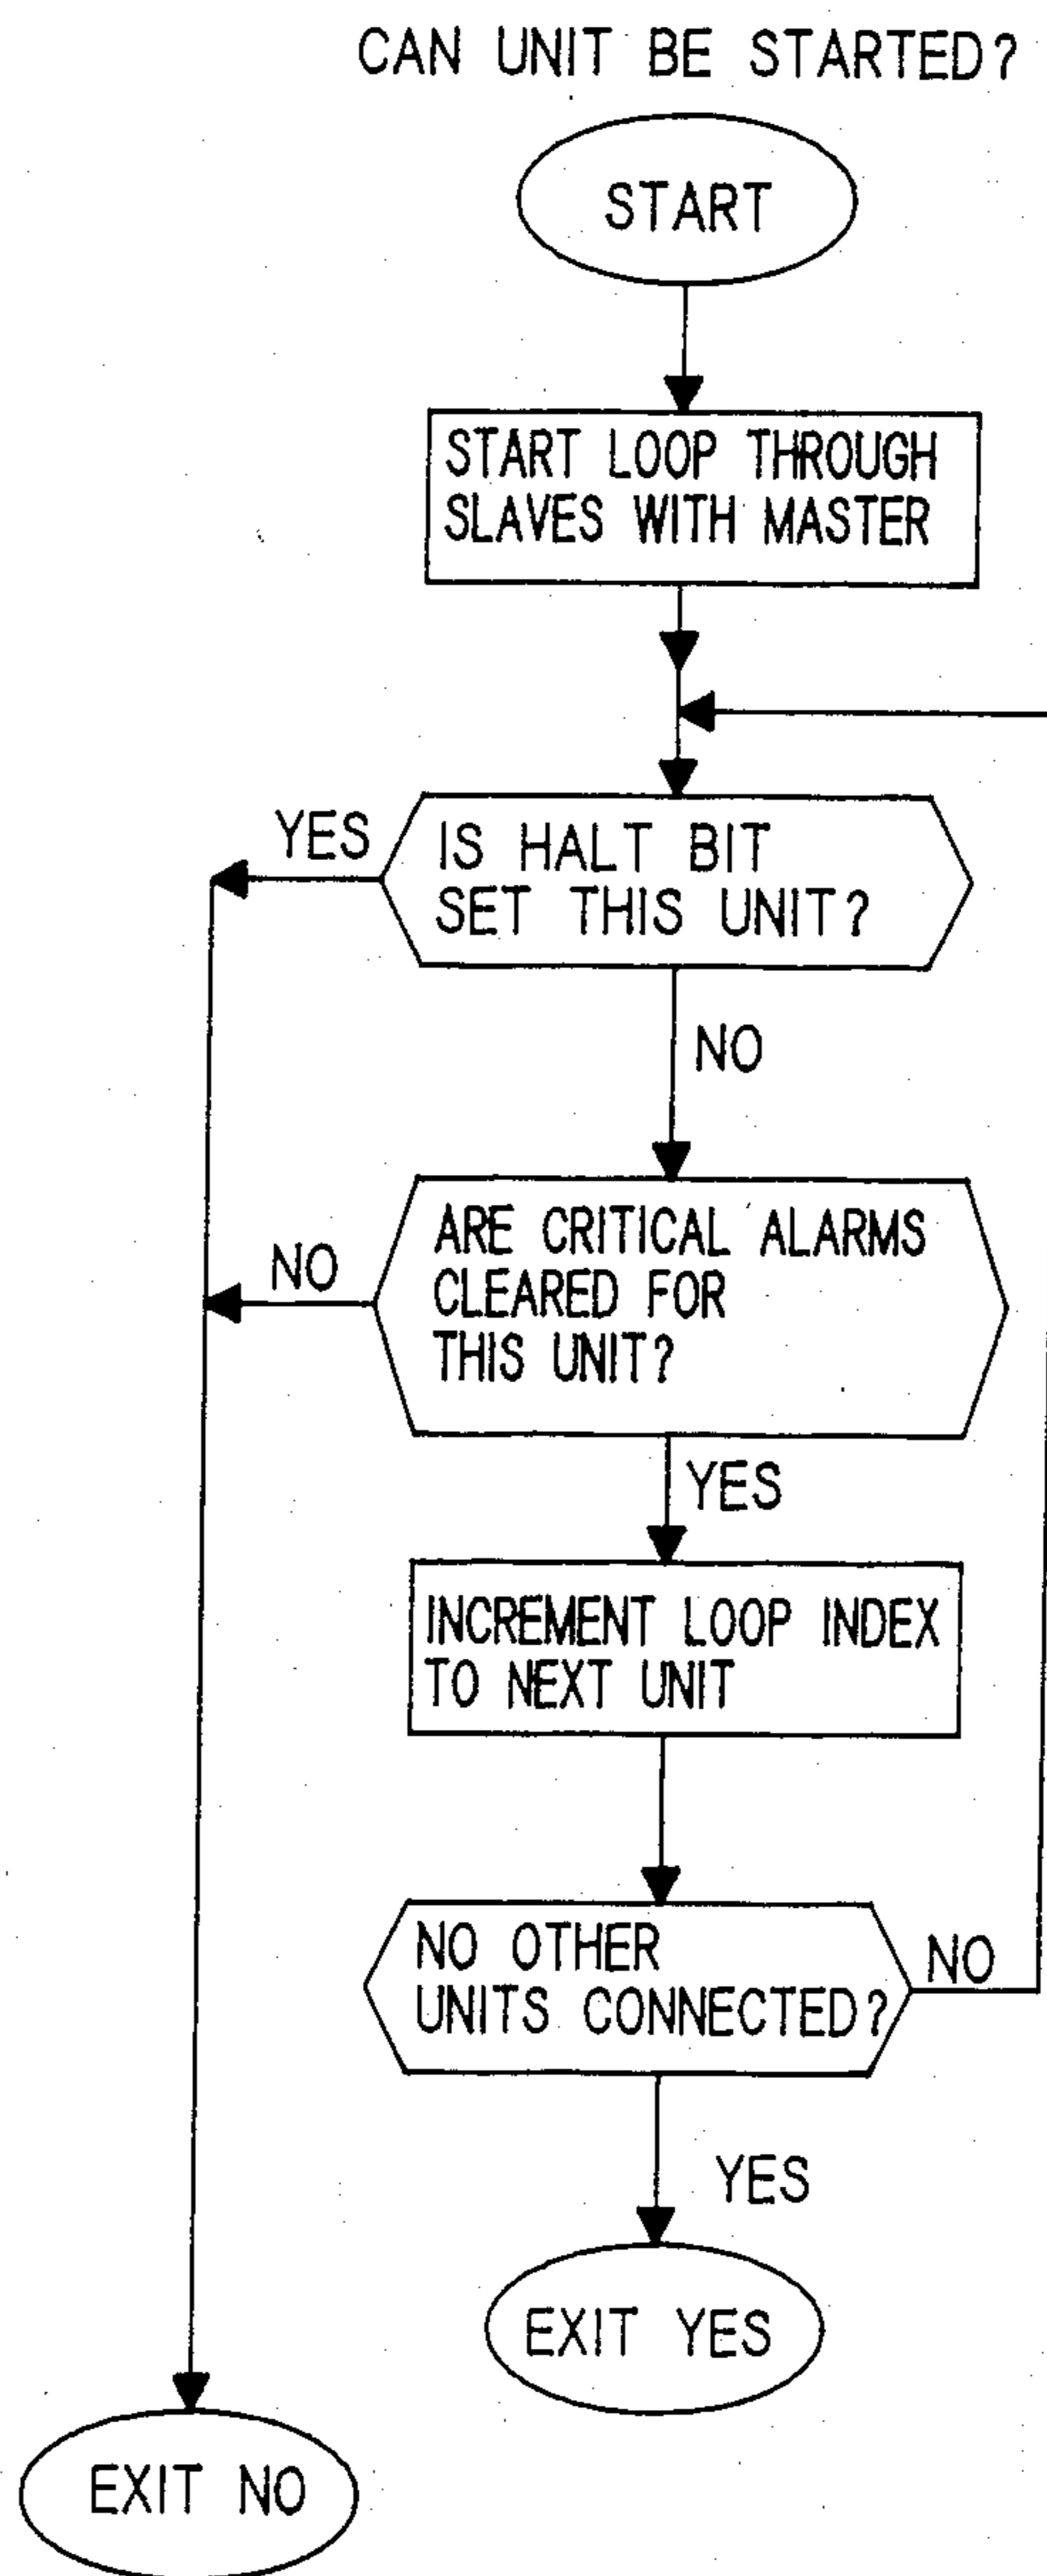 CAN UNIT BE STARTED?
START
START LOOP THROUGH
SLAVES WITH MASTER
YES
IS HALT BIT
SET THIS UNIT?
NO
ARE CRITICAL ALARMS
CLEARED FOR
THIS UNIT?
NO
YES
INCREMENT LOOP INDEX
TO NEXT UNIT
NO OTHER
UNITS CONNECTED?
NO
YES
EXIT YES
EXIT NO